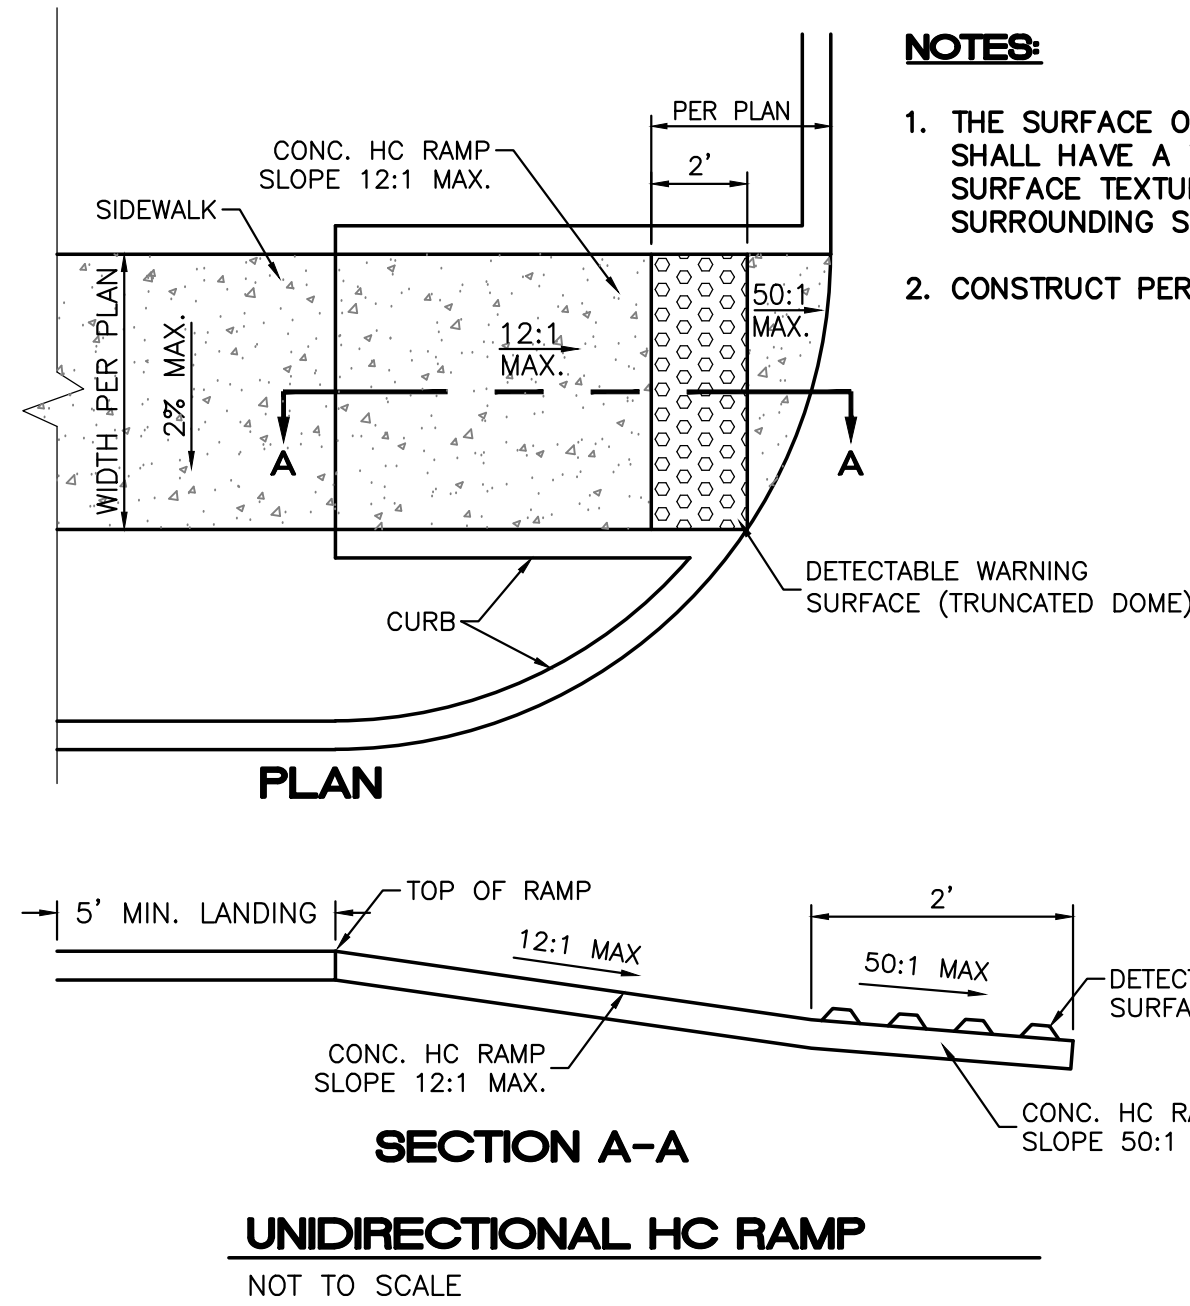 NOTES:
1. THE SURFACE O
SHALL HAVE A
SURFACE TEXTU
SURROUNDING S
2. CONSTRUCT PER
PER PLAN
2'
CONC. HC RAMP
SLOPE 12:1 MAX.
SIDEWALK
WIDTH PER PLAN
2% MAX.
12:1
MAX.
50:1
MAX.
A
A
DETECTABLE WARNING
SURFACE (TRUNCATED DOME)
CURB
PLAN
5' MIN. LANDING
TOP OF RAMP
12:1 MAX
2'
50:1 MAX
DETEC
SURFA
CONC. HC RAMP
SLOPE 12:1 MAX.
CONC. HC RA
SLOPE 50:1
SECTION A-A
UNIDIRECTIONAL HC RAMP
NOT TO SCALE